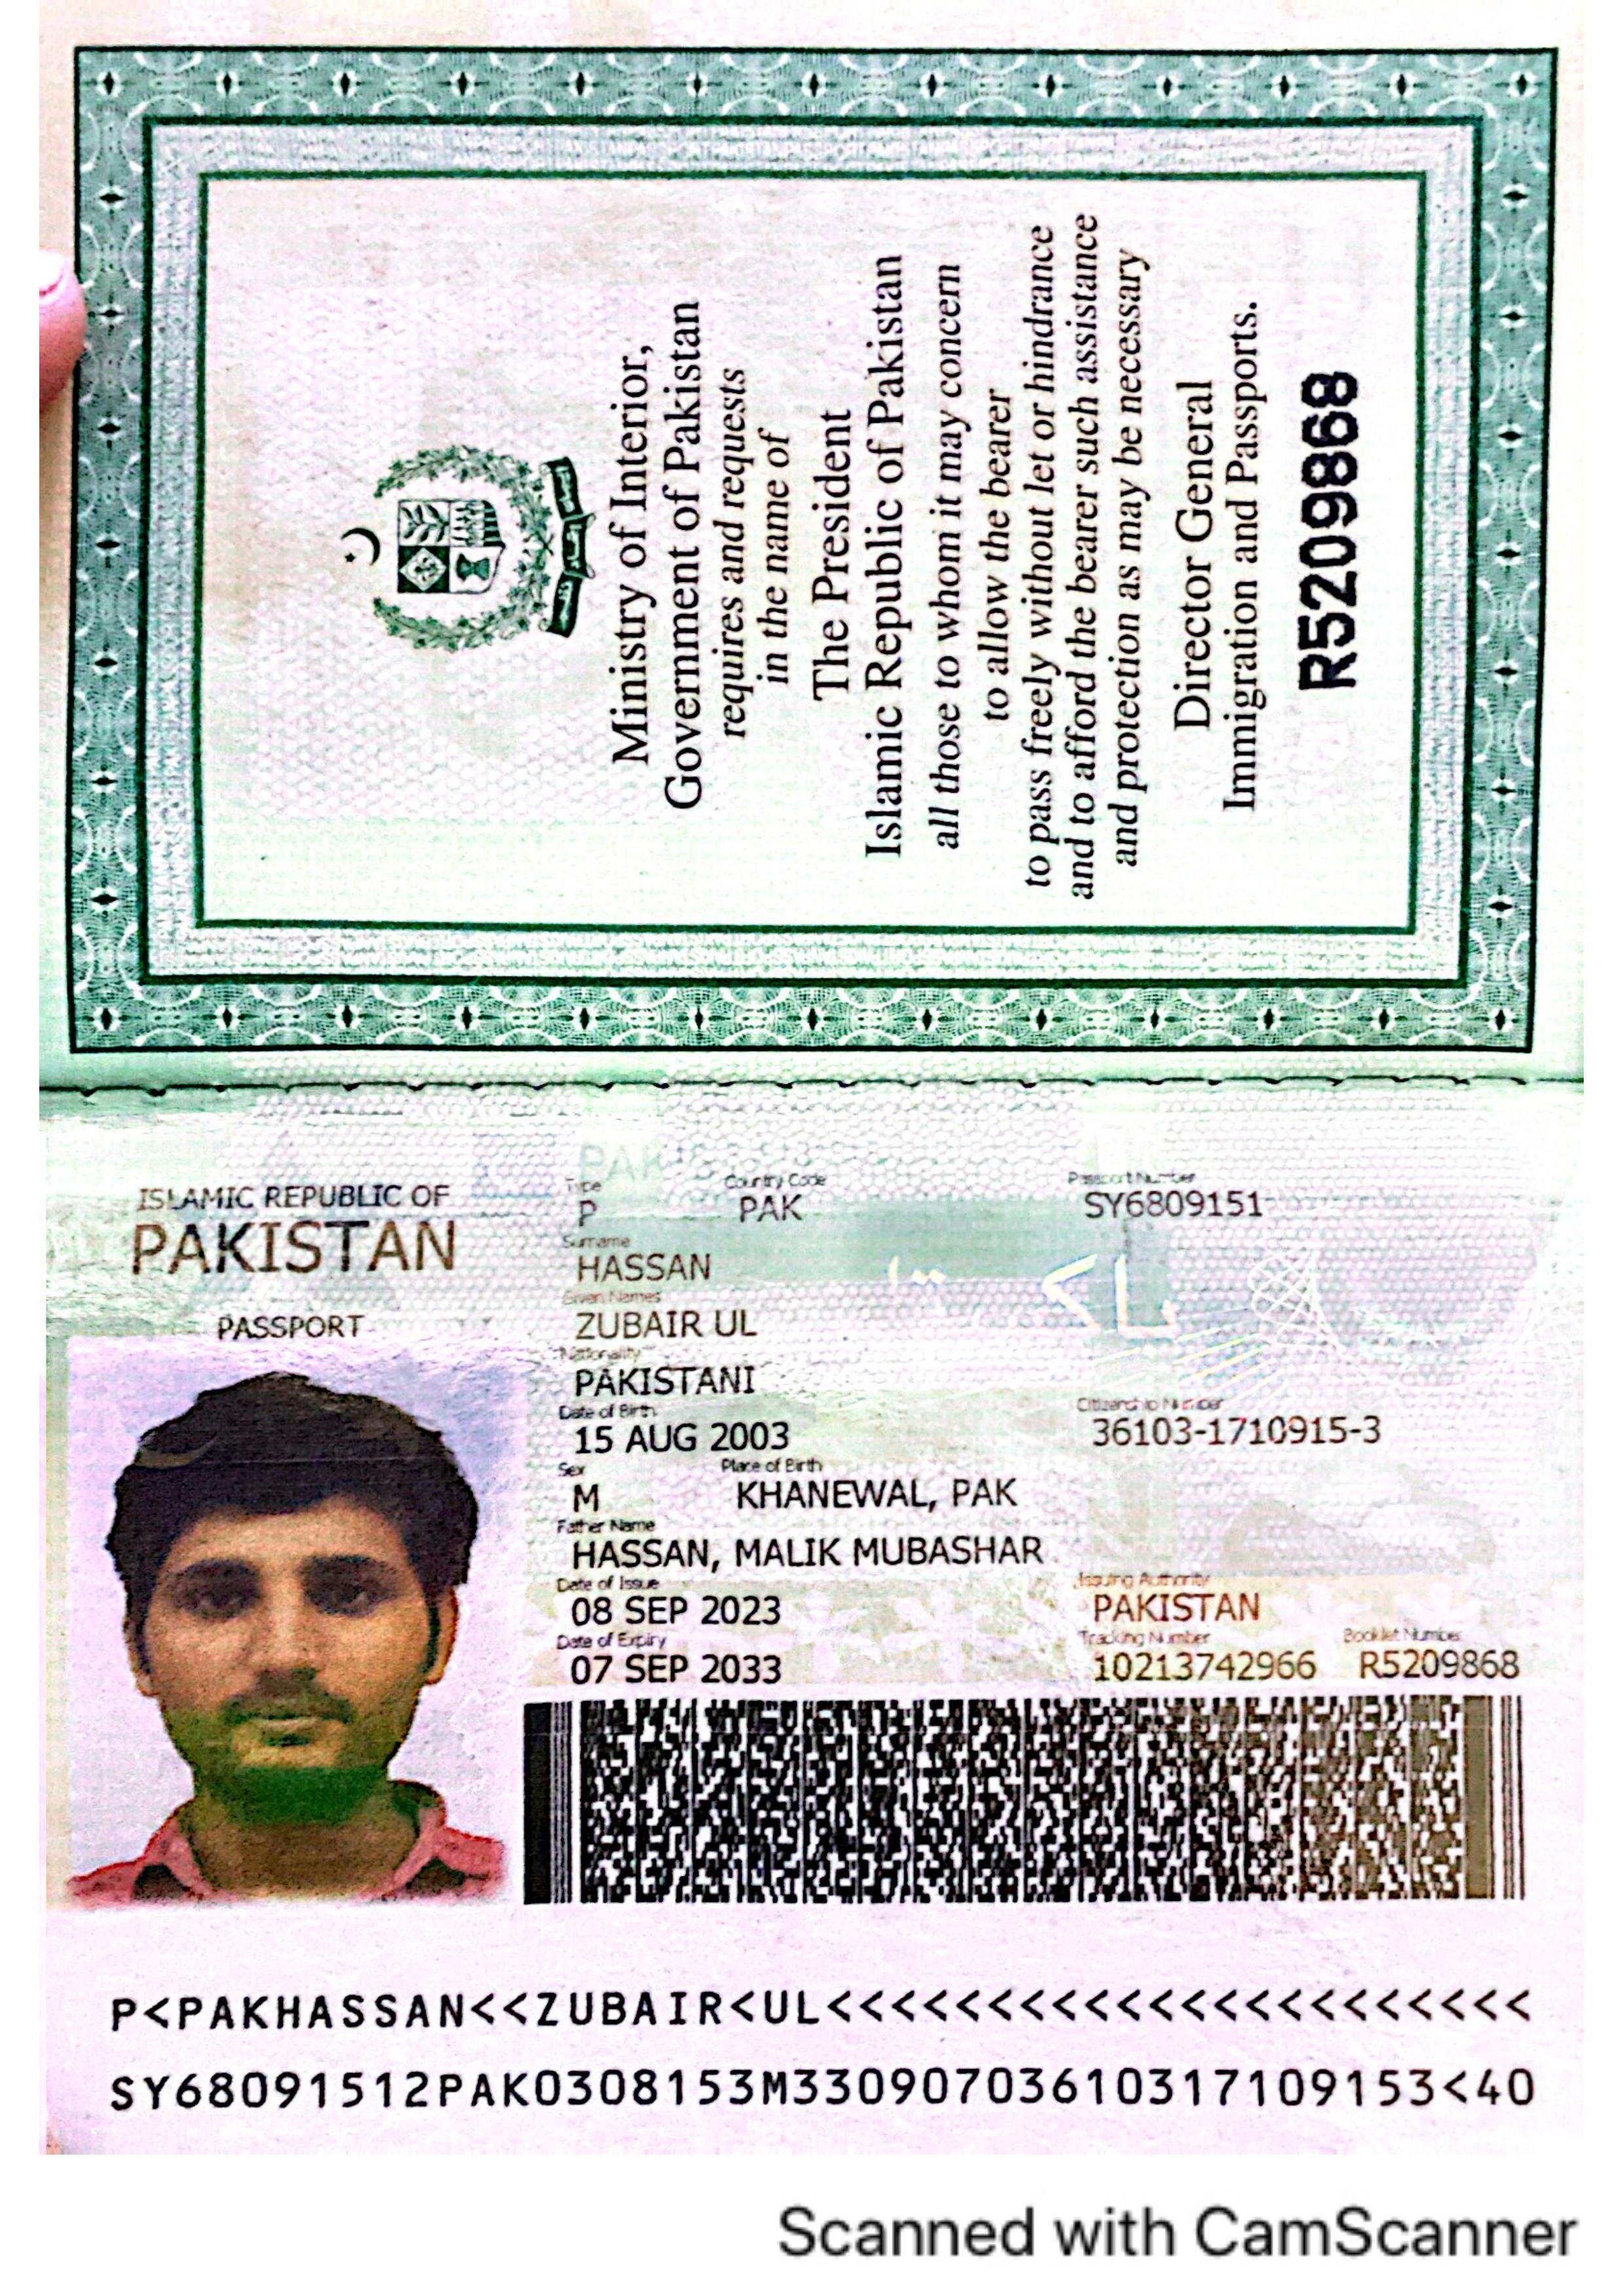 Ministry of Interior,
Government of Pakistan
requires and requests
in the name of
The President
Islamic Republic of Pakistan
all those to whom it may concern
to allow the bearer
to pass freely without let or hindrance
and to afford the bearer such assistance
and protection as may be necessary
Director General
Immigration and Passports.
R5209868
ISLAMIC REPUBLIC OF
PAKISTAN
PASSPORT
Type Country Code Passport Number
P PAK SY6809151
Surname
HASSAN
Given Names
ZUBAIR UL
Nationality
PAKISTANI
Date of Birth Citizenship Number
15 AUG 2003 36103-1710915-3
Sex Place of Birth
M KHANEWAL, PAK
Father Name
HASSAN, MALIK MUBASHAR
Date of Issue Issuing Authority
08 SEP 2023 PAKISTAN
Date of Expiry Tracking Number Booklet Number
07 SEP 2033 10213742966 R5209868
P<PAKHASSAN<<ZUBAIR<UL<<<<<<<<<<<<<<<<<<<<<<
SY68091512PAK0308153M33090703610317109153<40
Scanned with CamScanner